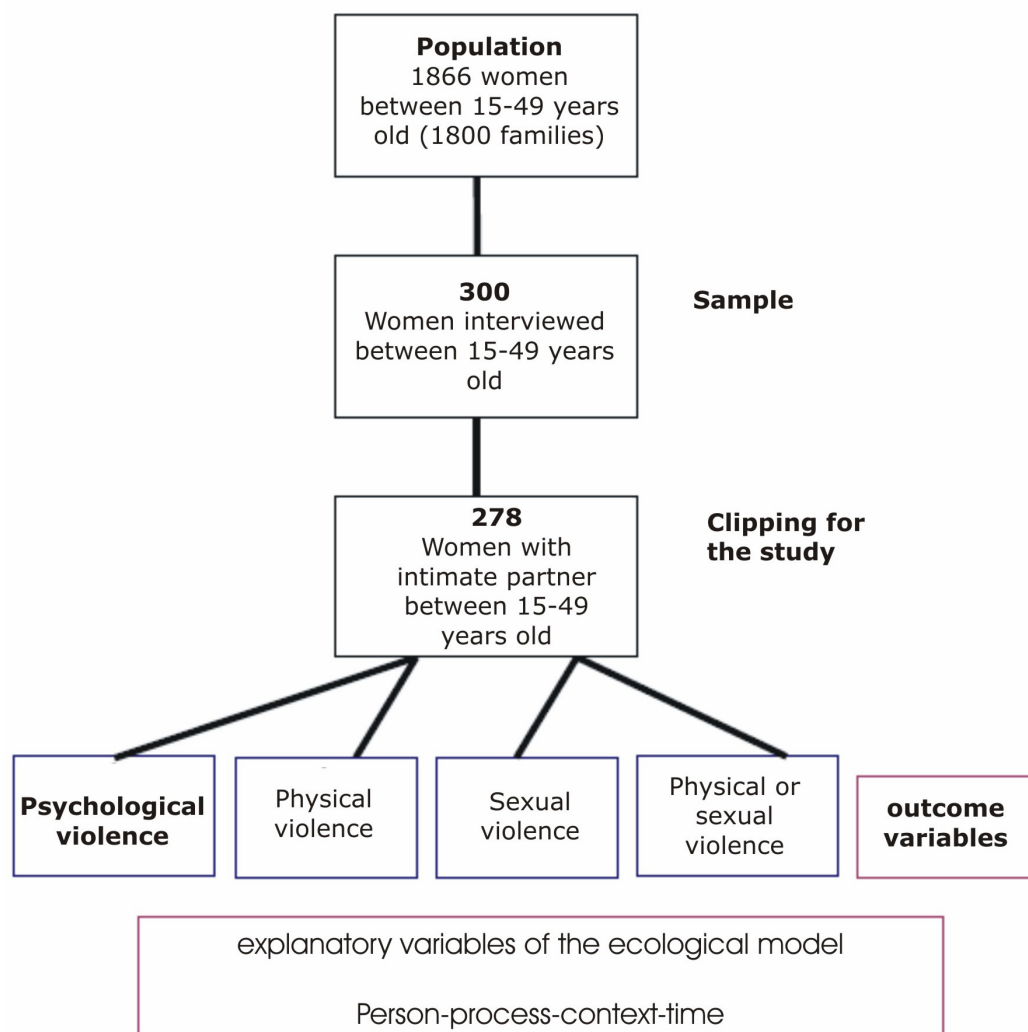 Population
1866 women
between 15-49 years
old (1800 families)
300
Women interviewed
between 15-49 years
old
Sample
278
Women with
intimate partner
between 15-49
years old
Clipping for
the study
Psychological
violence
Physical
violence
Sexual
violence
Physical or
sexual
violence
outcome
variables
explanatory variables of the ecological model
Person-process-context-time